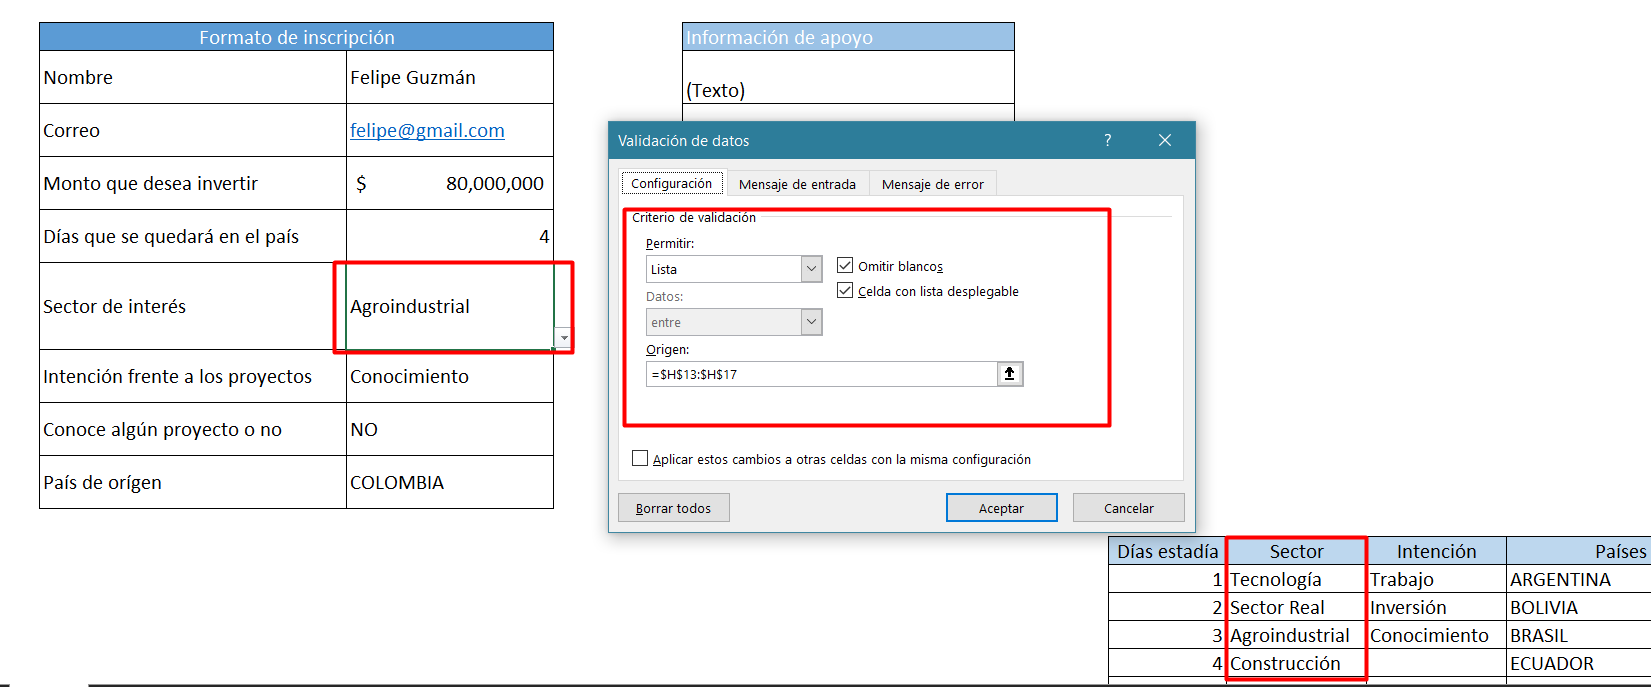 Formato de inscripción
Nombre Felipe Guzmán
Correo felipe@gmail.com
Monto que desea invertir $ 80,000,000
Días que se quedará en el país 4
Sector de interés Agroindustrial
Intención frente a los proyectos Conocimiento
Conoce algún proyecto o no NO
País de orígen COLOMBIA
Información de apoyo
(Texto)
Validación de datos ?
Configuración Mensaje de entrada Mensaje de error
Criterio de validación
Permitir:
Lista Omitir blancos
Datos: Celda con lista desplegable
entre
Origen:
=$H$13:$H$17
Aplicar estos cambios a otras celdas con la misma configuración
Borrar todos Aceptar Cancelar
Días estadía Sector Intención Países
1 Tecnología Trabajo ARGENTINA
2 Sector Real Inversión BOLIVIA
3 Agroindustrial Conocimiento BRASIL
4 Construcción ECUADOR